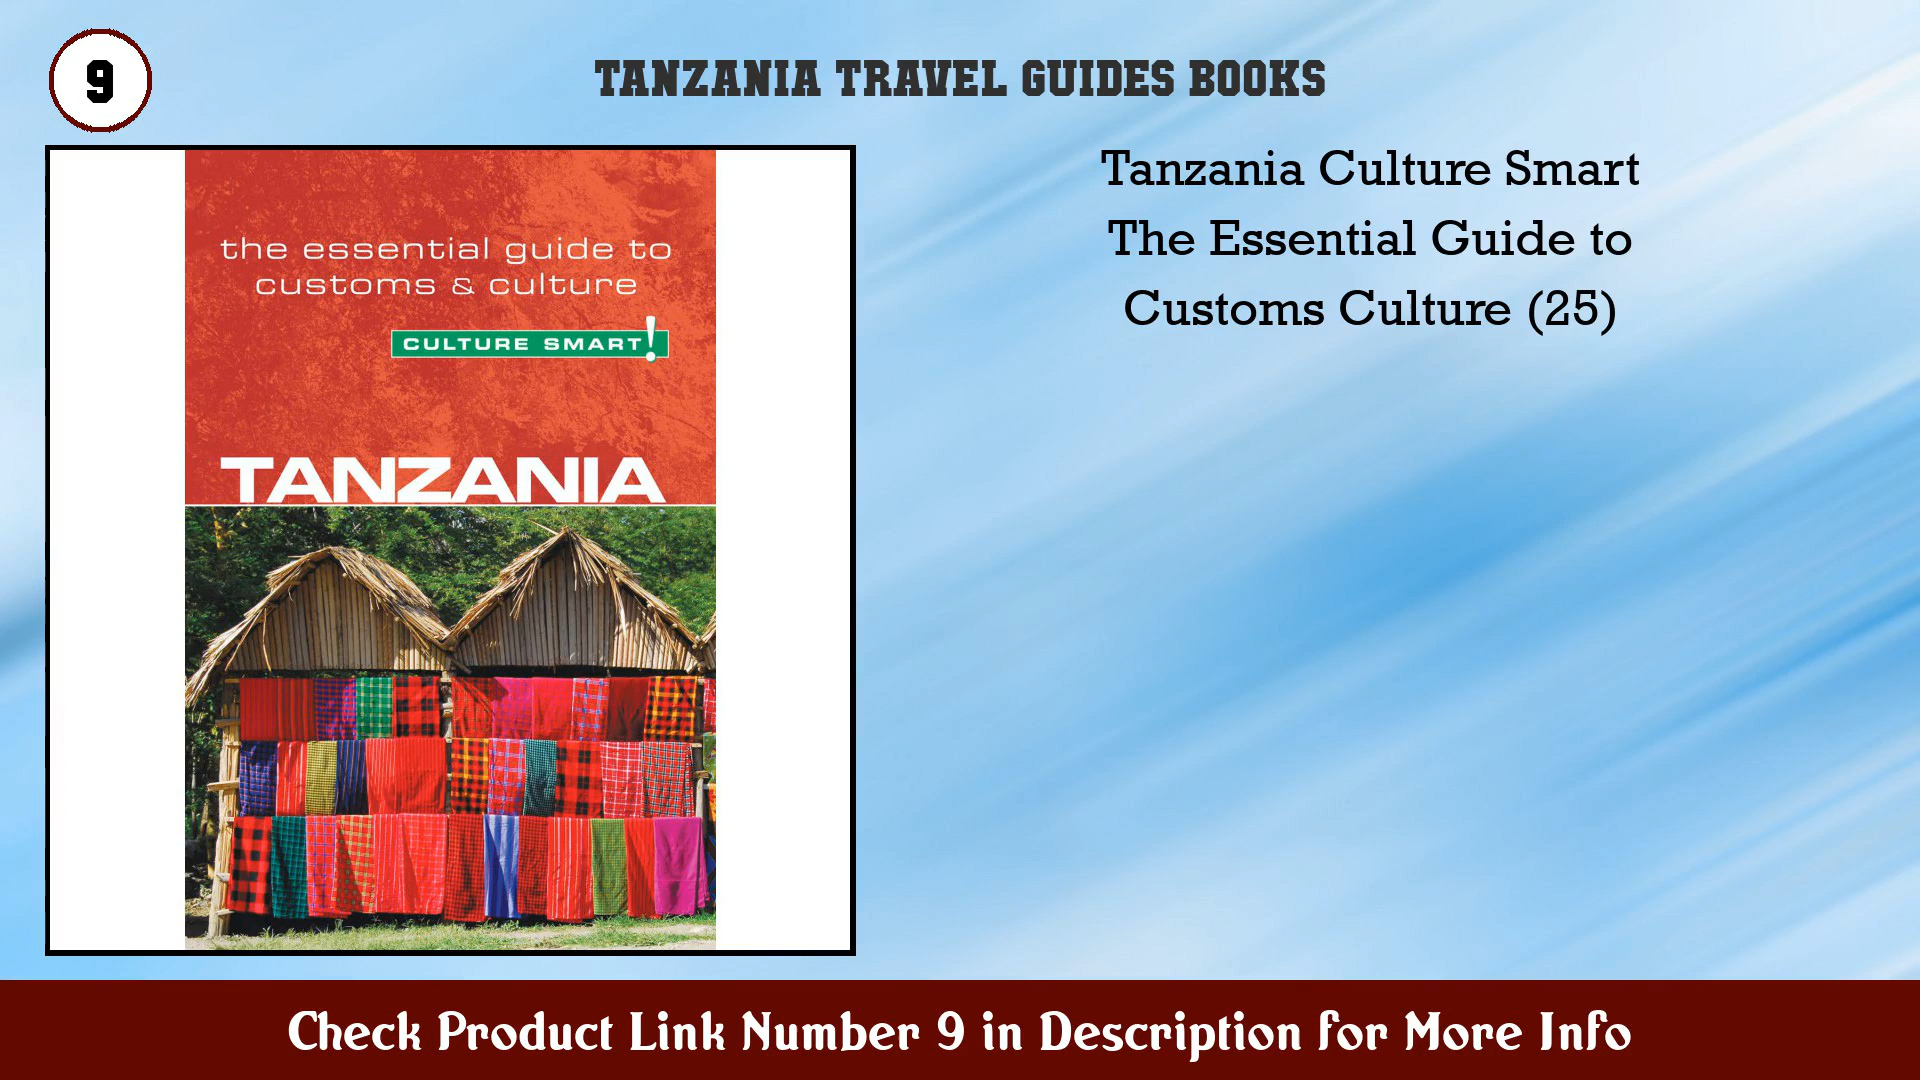 9
TANZANIA TRAVEL GUIDES BOOKS
the essential guide to
customs & culture
CULTURE SMART!
TANZANIA
Tanzania Culture Smart
The Essential Guide to
Customs Culture (25)
Check Product Link Number 9 in Description for More Info